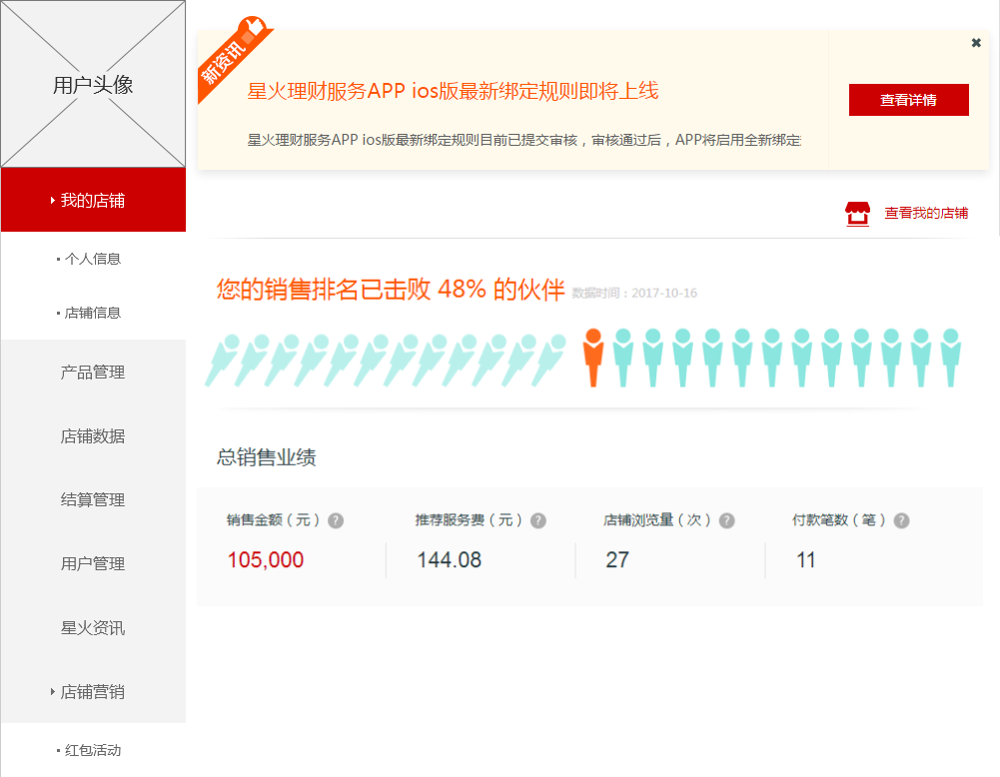 用户头像
我的店铺
• 个人信息
• 店铺信息
产品管理
店铺数据
结算管理
用户管理
星火资讯
店铺营销
• 红包活动
新资讯
星火理财服务APP ios版最新绑定规则即将上线
星火理财服务APP ios版最新绑定规则目前已提交审核，审核通过后，APP将启用全新绑定
查看详情
查看我的店铺
您的销售排名已击败 48% 的伙伴 数据时间：2017-10-16
总销售业绩
销售金额（元） ? 推荐服务费（元） ? 店铺浏览量（次） ? 付款笔数（笔） ?
105,000 144.08 27 11